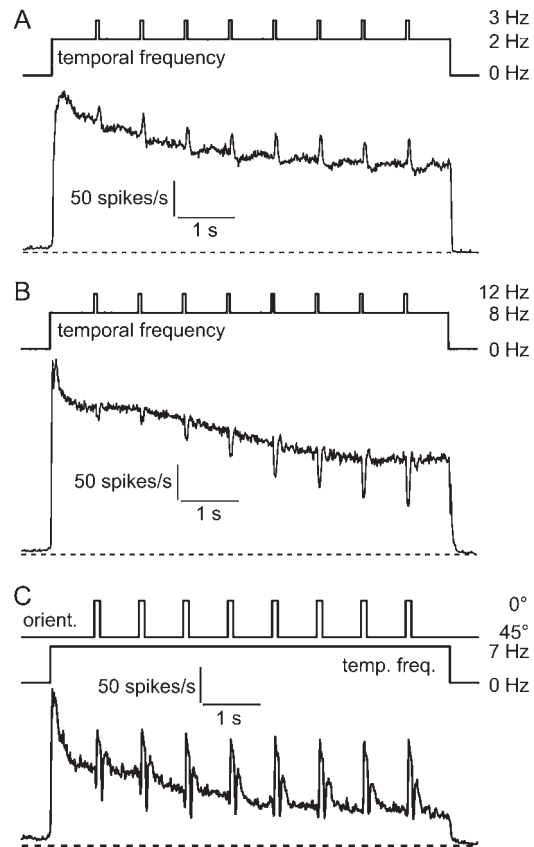 A
3 Hz
2 Hz
temporal frequency
0 Hz
50 spikes/s
1 s
B
12 Hz
8 Hz
temporal frequency
0 Hz
50 spikes/s
1 s
C
0°
orient.
45°
7 Hz
temp. freq.
50 spikes/s
0 Hz
1 s